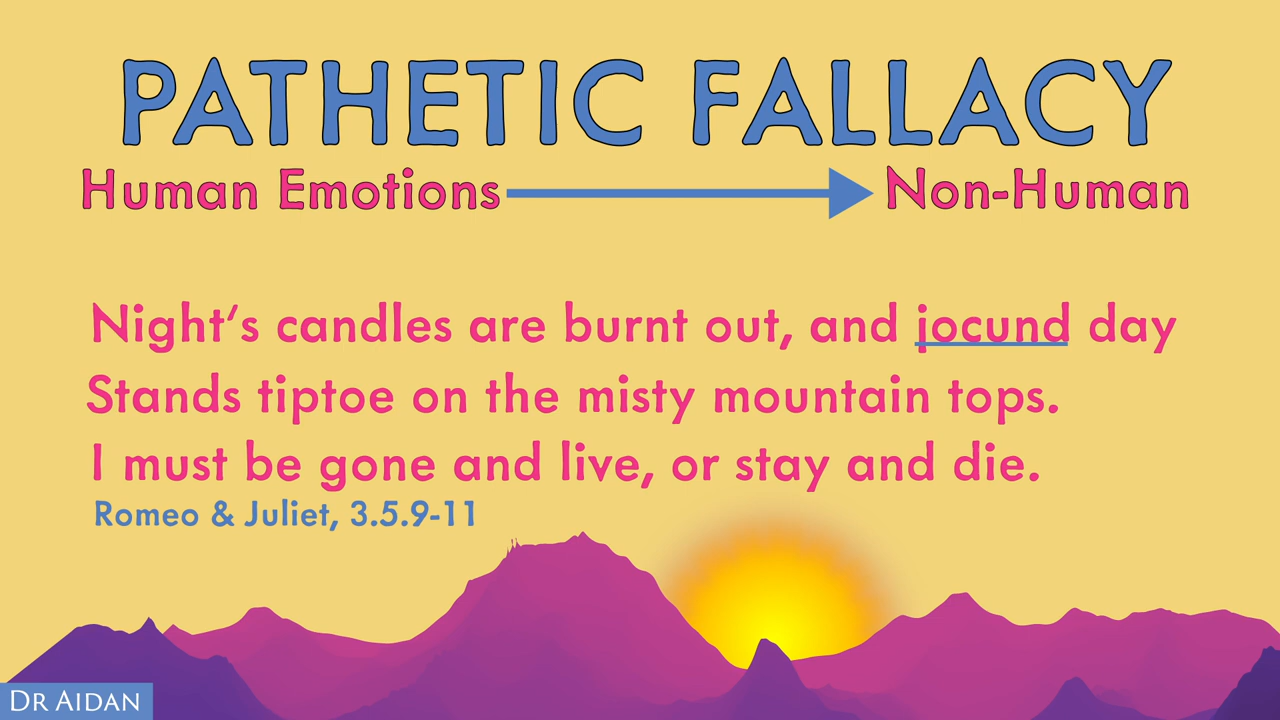 PATHETIC FALLACY
Human Emotions Non-Human
Night's candles are burnt out, and jocund day
Stands tiptoe on the misty mountain tops.
I must be gone and live, or stay and die.
Romeo & Juliet, 3.5.9-11
DR AIDAN